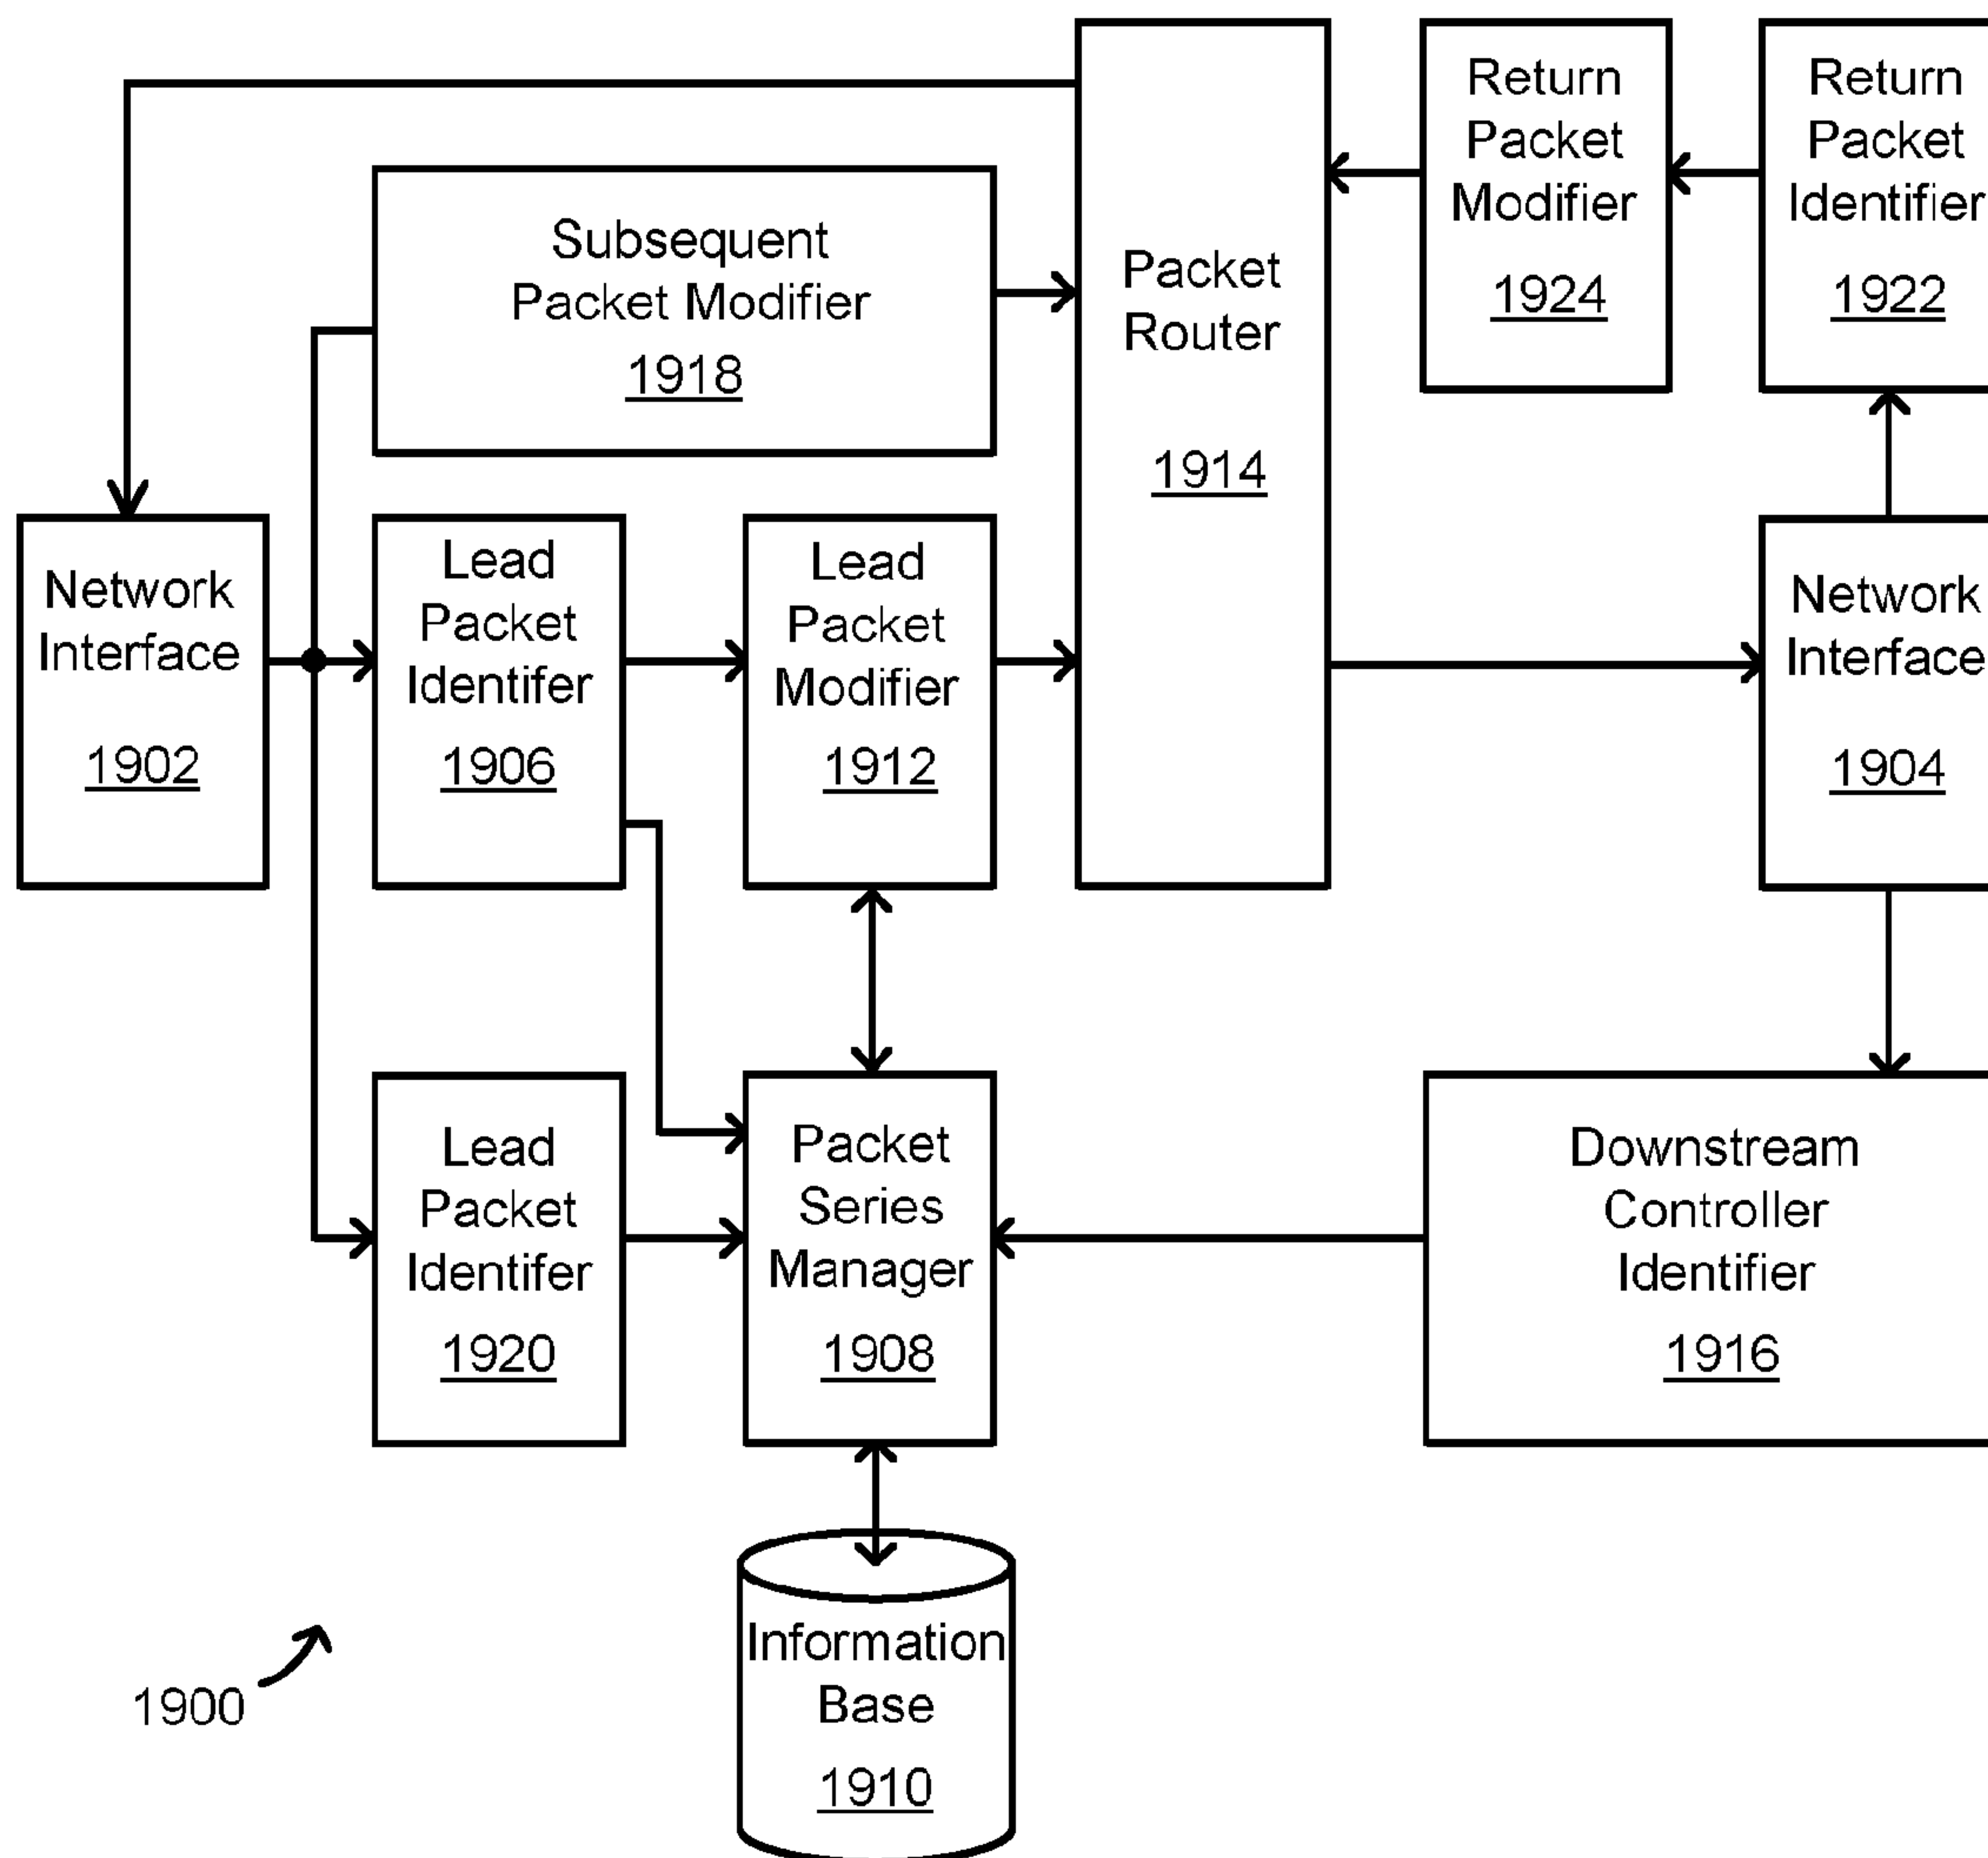 Return
Packet
Modifier
1924
Return
Packet
Identifier
1922
Subsequent
Packet Modifier
1918
Packet
Router
1914
Network
Interface
1902
Lead
Packet
Identifer
1906
Lead
Packet
Modifier
1912
Network
Interface
1904
Lead
Packet
Identifer
1920
Packet
Series
Manager
1908
Downstream
Controller
Identifier
1916
Information
Base
1910
1900